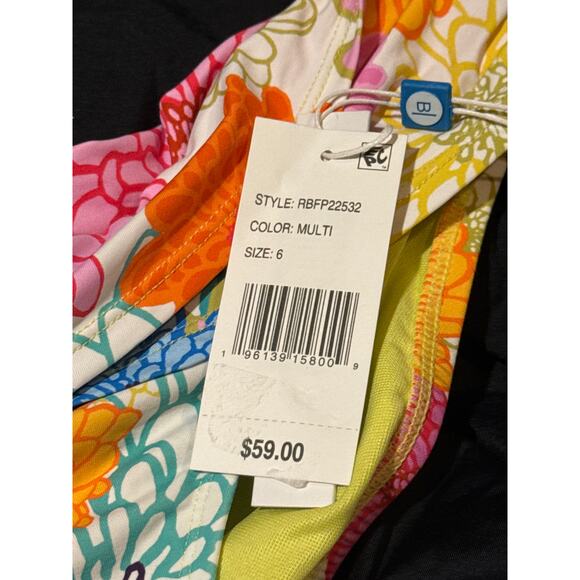 B
STYLE: RBFP22532
COLOR: MULTI
SIZE: 6
1 96139 15800 9
$59.00